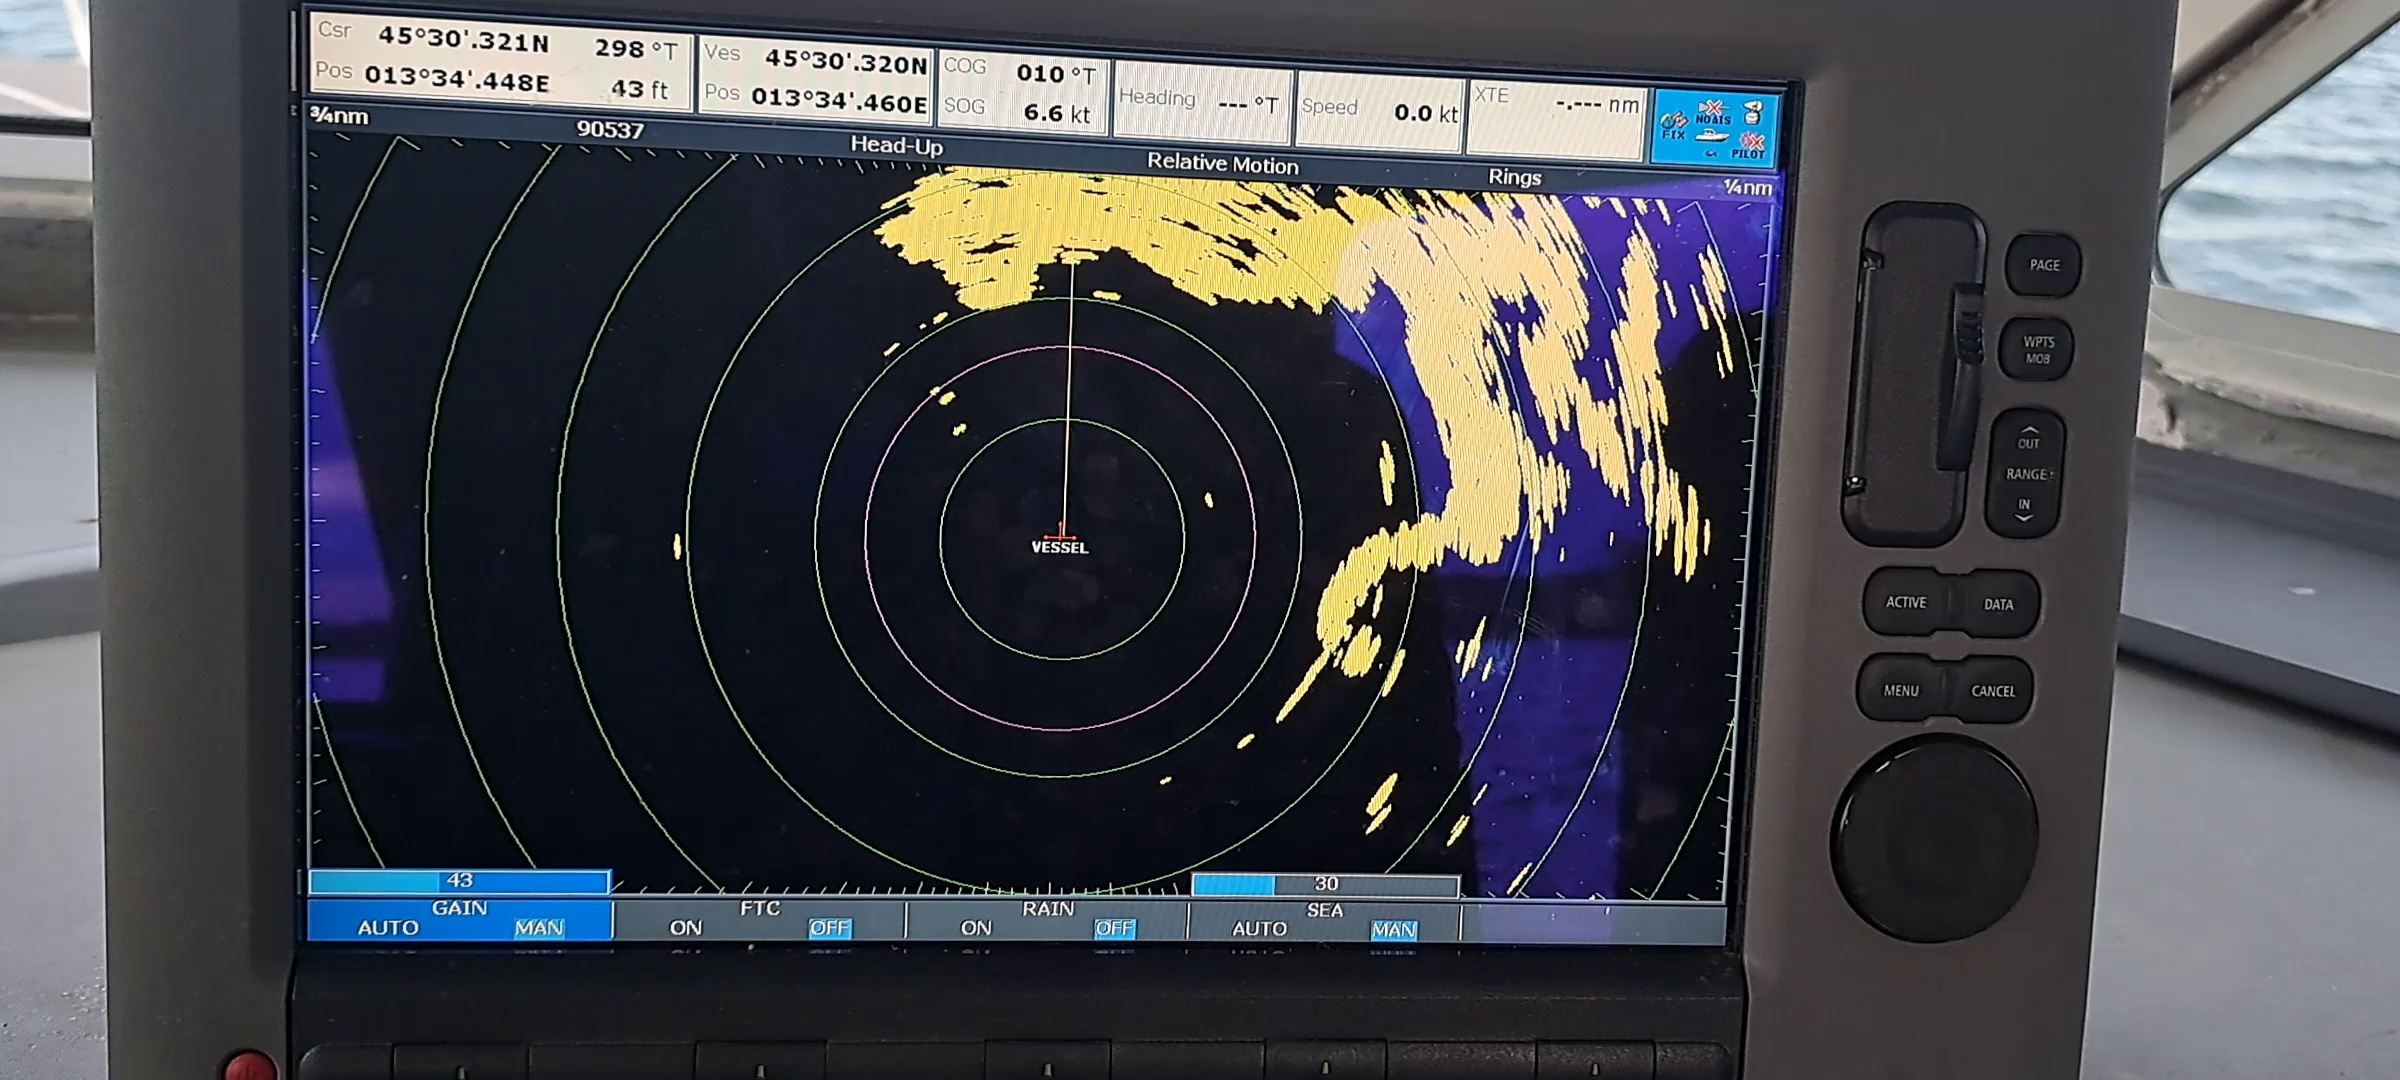 Csr 45°30'.321N 298 °T
Pos 013°34'.448E 43 ft
Ves 45°30'.320N
Pos 013°34'.460E
COG 010 °T
SOG 6.6 kt
Heading --- °T
Speed 0.0 kt
XTE -.--- nm
FIX
NOAIS
PILOT
¾nm 90537 Head-Up Relative Motion Rings ¼nm
VESSEL
43
GAIN
AUTO MAN
FTC
ON OFF
RAIN
ON OFF
30
SEA
AUTO MAN
PAGE
WPTS
MOB
OUT
RANGE
IN
ACTIVE
DATA
MENU
CANCEL